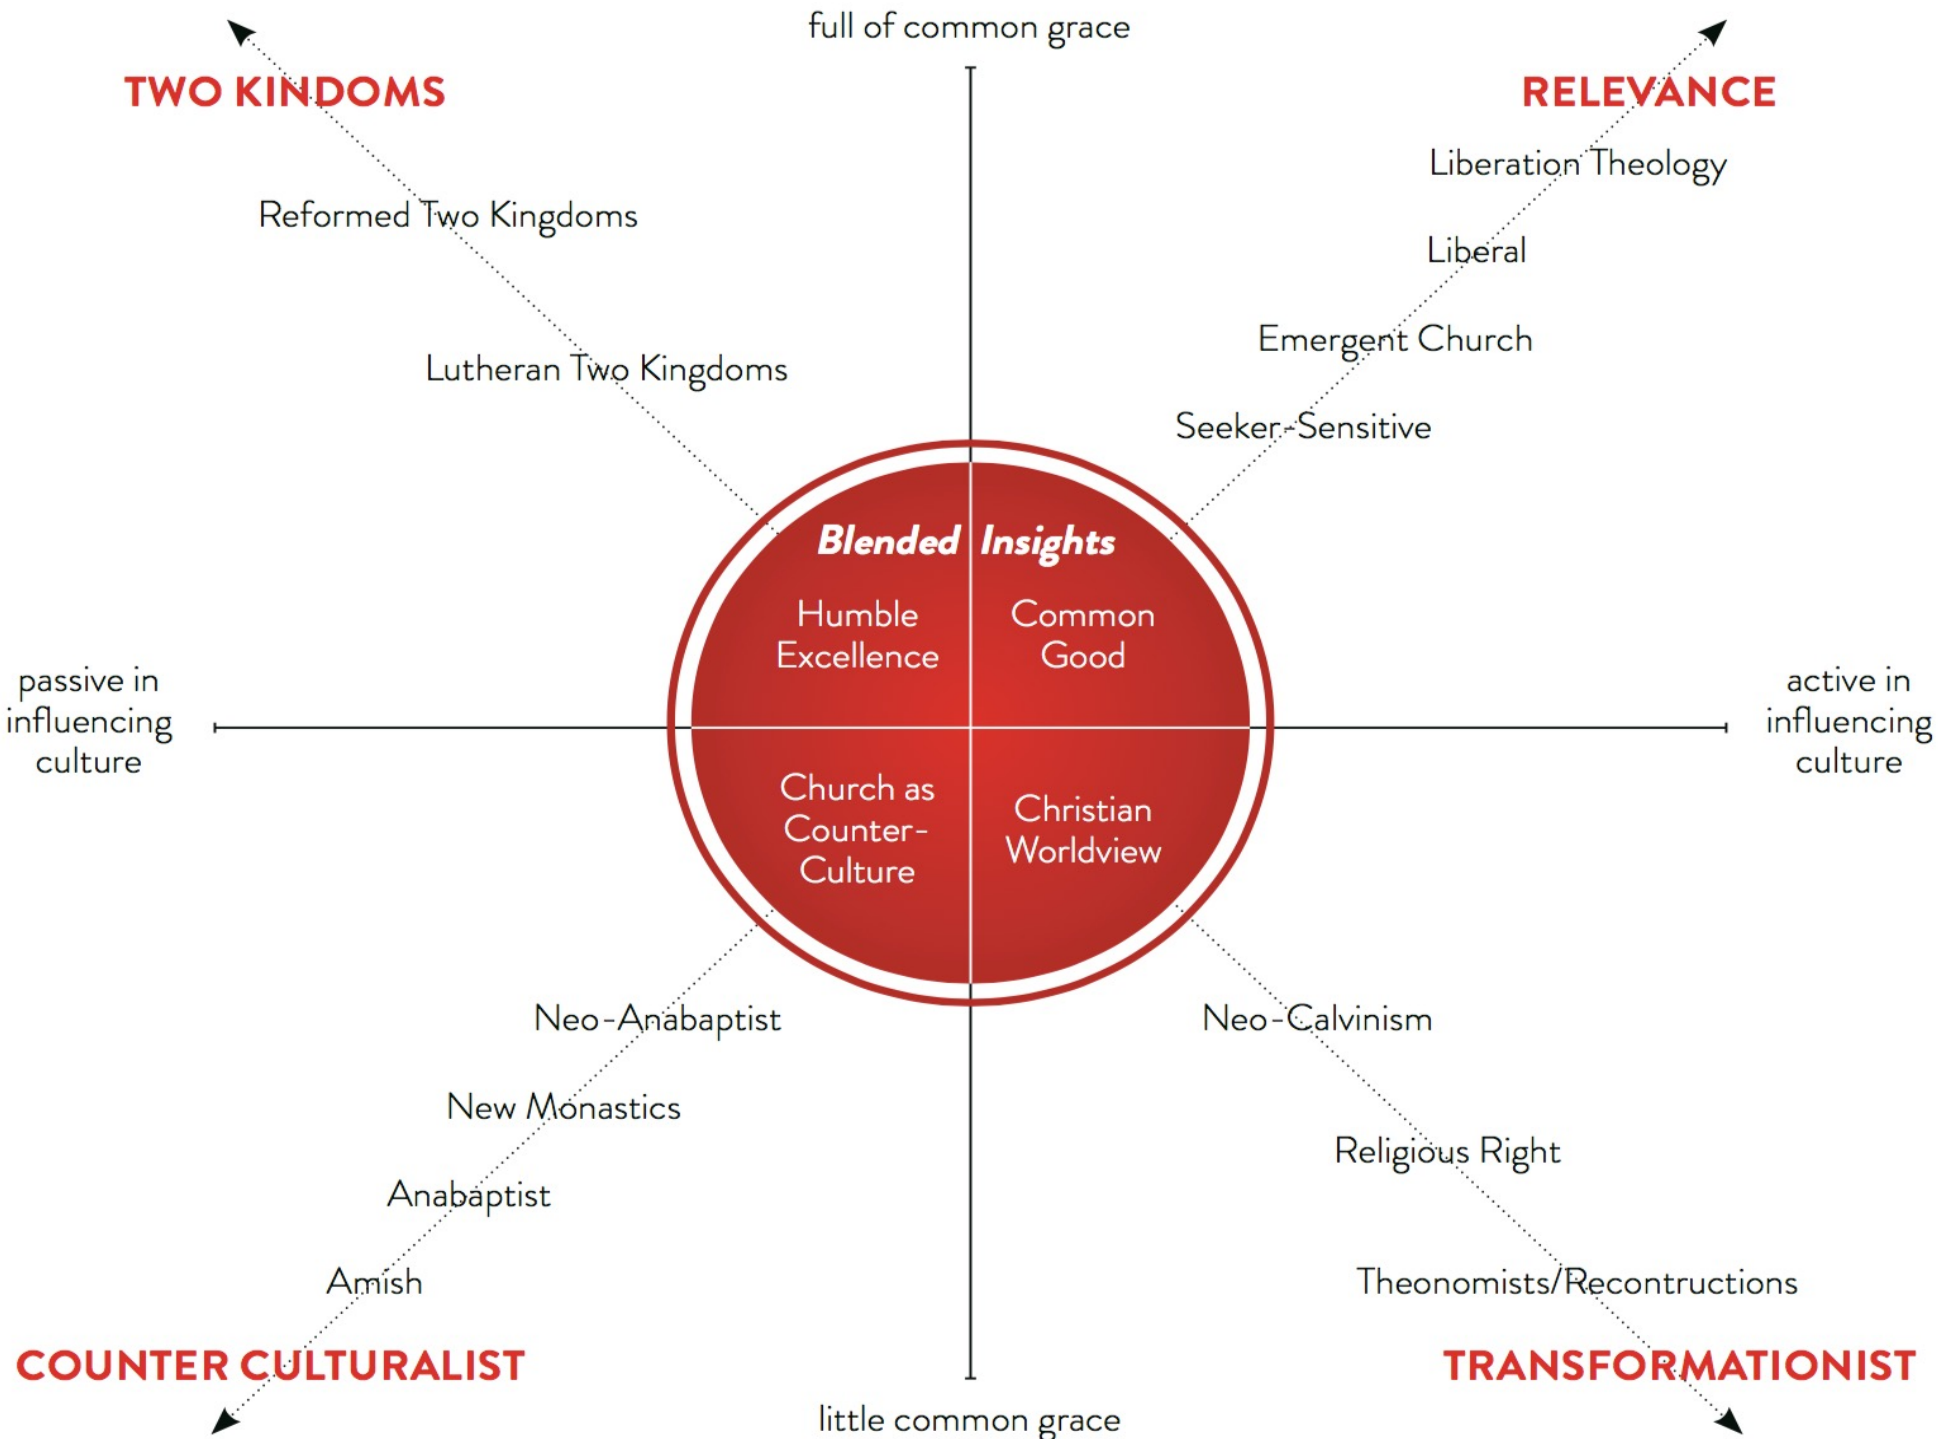 full of common grace
TWO KINDOMS
RELEVANCE
Liberation Theology
Reformed Two Kingdoms
Liberal
Emergent Church
Lutheran Two Kingdoms
Seeker-Sensitive
Blended Insights
Humble
Excellence
Common
Good
passive in
influencing
culture
active in
influencing
culture
Church as
Counter-
Culture
Christian
Worldview
Neo-Anabaptist
Neo-Calvinism
New Monastics
Religious Right
Anabaptist
Amish
Theonomists/Recontructions
COUNTER CULTURALIST
TRANSFORMATIONIST
little common grace